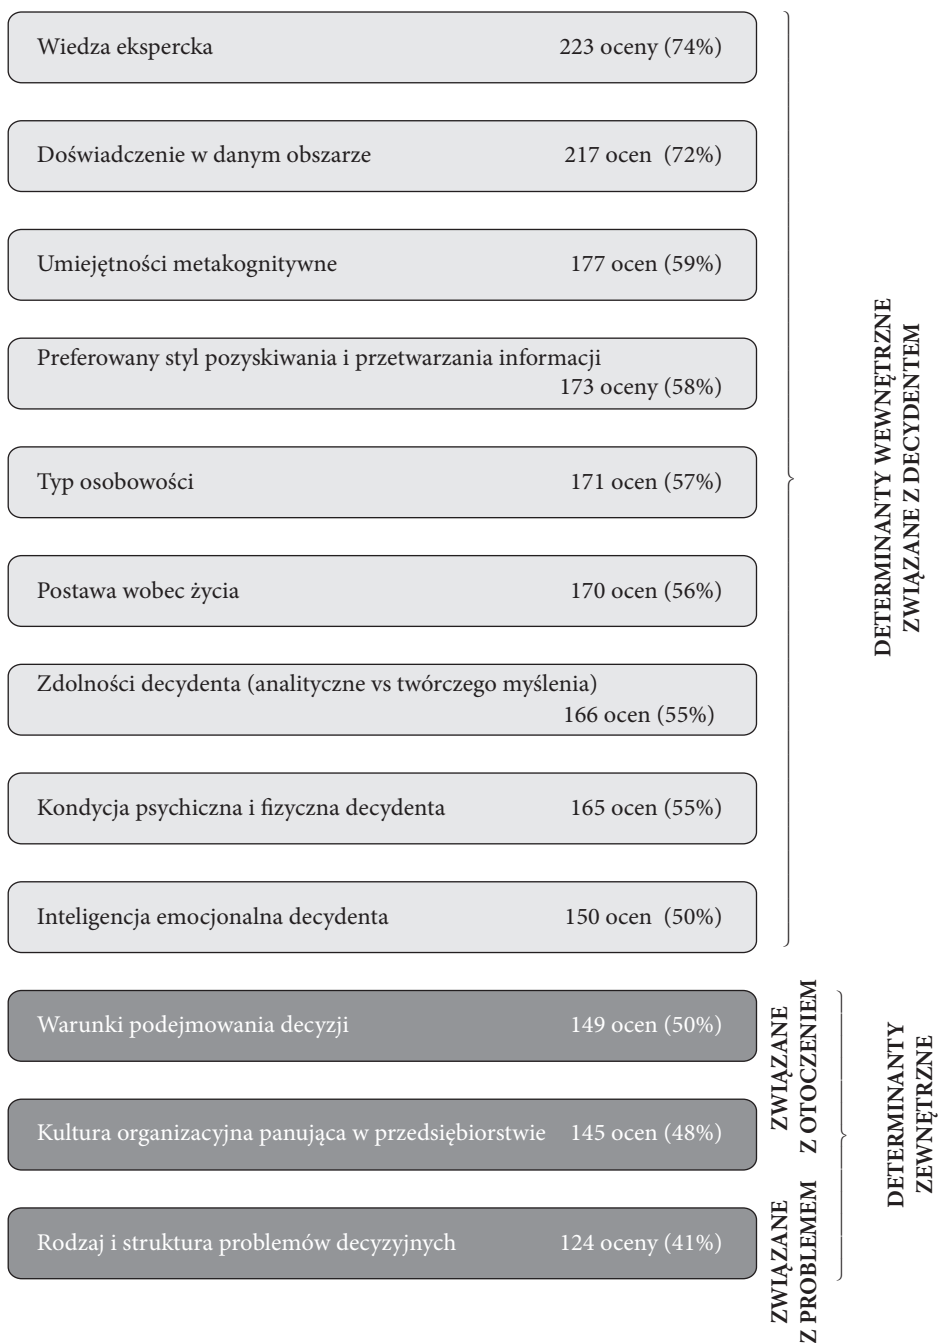 Wiedza ekspercka 223 oceny (74%)
Doświadczenie w danym obszarze 217 ocen (72%)
Umiejętności metakognitywne 177 ocen (59%)
Preferowany styl pozyskiwania i przetwarzania informacji
173 oceny (58%)
Typ osobowości 171 ocen (57%)
Postawa wobec życia 170 ocen (56%)
Zdolności decydenta (analityczne vs twórczego myślenia)
166 ocen (55%)
Kondycja psychiczna i fizyczna decydenta 165 ocen (55%)
Inteligencja emocjonalna decydenta 150 ocen (50%)
DETERMINANTY WEWNĘTRZNE
ZWIĄZANE Z DECYDENTEM
Warunki podejmowania decyzji 149 ocen (50%)
Kultura organizacyjna panująca w przedsiębiorstwie 145 ocen (48%)
ZWIĄZANE
Z OTOCZENIEM
Rodzaj i struktura problemów decyzyjnych 124 oceny (41%)
ZWIĄZANE
Z PROBLEMEM
DETERMINANTY
ZEWNĘTRZNE